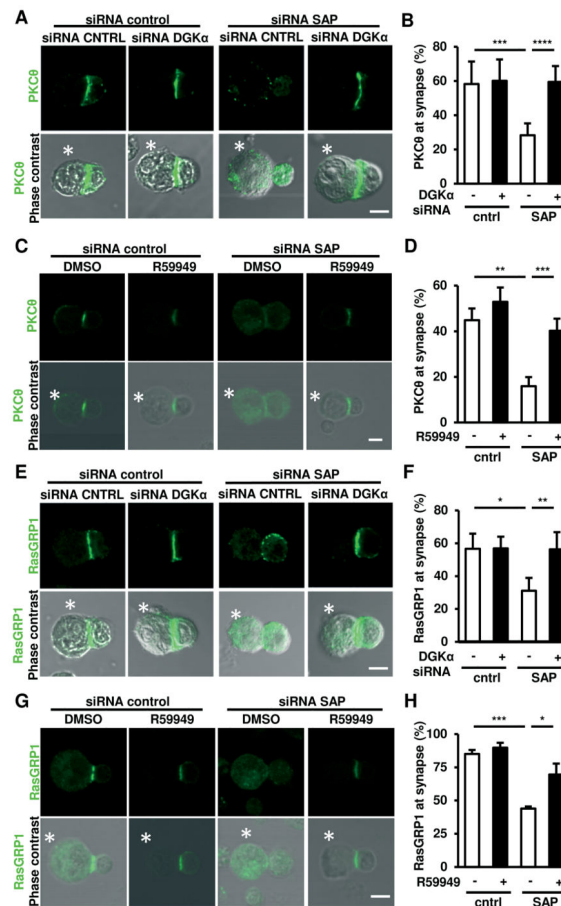 A
siRNA control
siRNA SAP
siRNA CNTRL siRNA DGKα siRNA CNTRL siRNA DGKα
PKCθ
PKCθ
Phase contrast
* * * *
B
PKCθ at synapse (%)
80
60
40
20
0
*** ****
- + - +
DGKα
siRNA
cntrl SAP
C
siRNA control
siRNA SAP
DMSO R59949 DMSO R59949
PKCθ
PKCθ
Phase contrast
* * * *
D
PKCθ at synapse (%)
60
40
20
0
** ***
R59949 - + - +
cntrl SAP
E
siRNA control
siRNA SAP
siRNA CNTRL siRNA DGKα siRNA CNTRL siRNA DGKα
RasGRP1
RasGRP1
Phase contrast
* * * *
F
RasGRP1 at synapse (%)
80
60
40
20
0
* **
- + - +
DGKα
siRNA
cntrl SAP
G
siRNA control
siRNA SAP
DMSO R59949 DMSO R59949
RasGRP1
RasGRP1
Phase contrast
* * * *
H
RasGRP1 at synapse (%)
100
75
50
25
0
*** *
R59949 - + - +
cntrl SAP